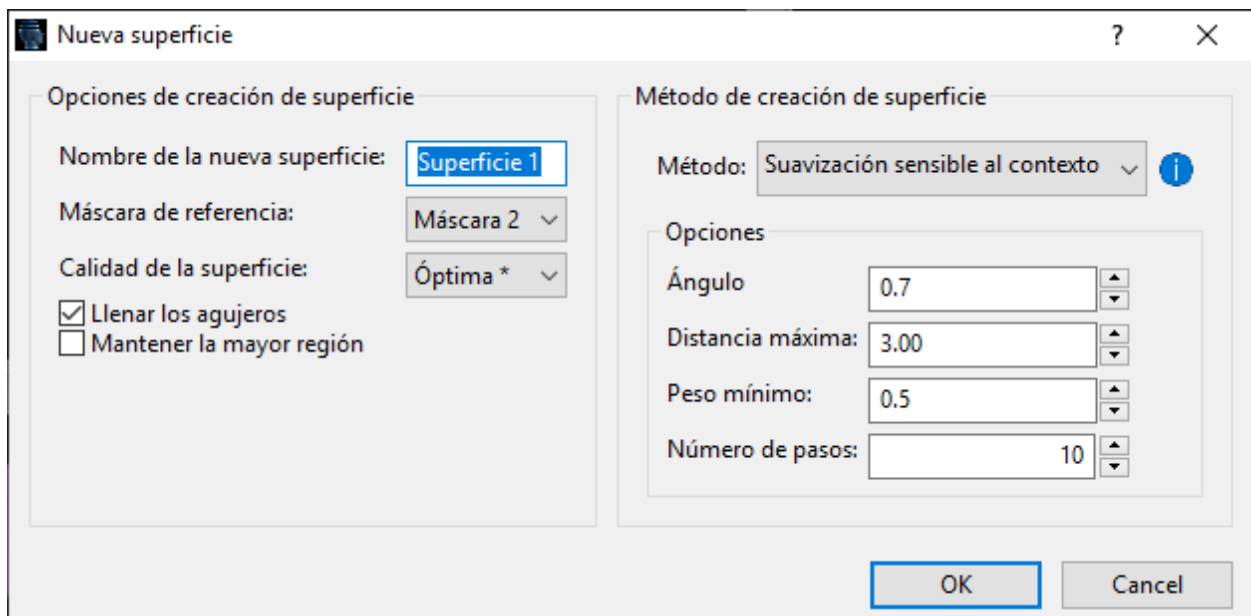 Nueva superficie
Opciones de creación de superficie
Nombre de la nueva superficie: Superficie 1
Máscara de referencia: Máscara 2
Calidad de la superficie: Óptima *
Llenar los agujeros
Mantener la mayor región
Método de creación de superficie
Método: Suavización sensible al contexto
Opciones
Ángulo 0.7
Distancia máxima: 3.00
Peso mínimo: 0.5
Número de pasos: 10
OK Cancel